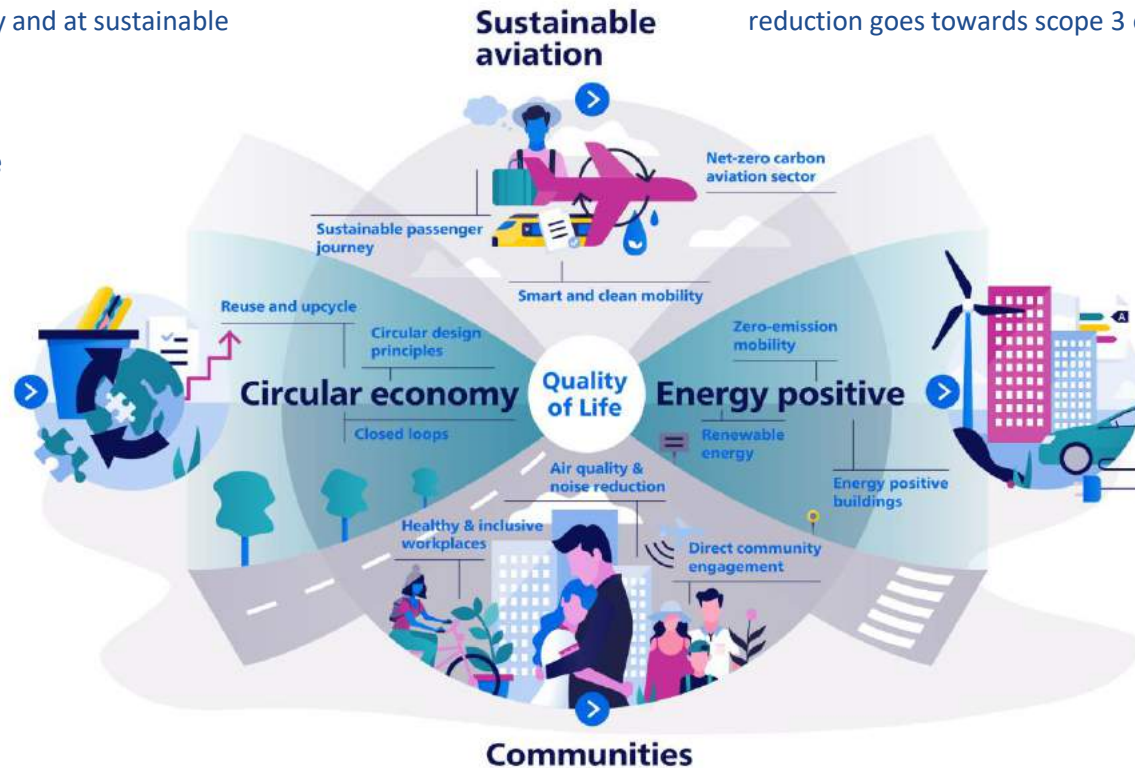 y and at sustainable
reduction goes towards scope 3
Sustainable
aviation
Net-zero carbon
aviation sector
Sustainable passenger
journey
Smart and clean mobility
Reuse and upcycle
Circular design
principles
Circular economy
Closed loops
Quality
of Life
Zero-emission
mobility
Energy positive
Renewable
energy
Energy positive
buildings
A
Air quality &
noise reduction
Healthy & inclusive
workplaces
Direct community
engagement
Communities